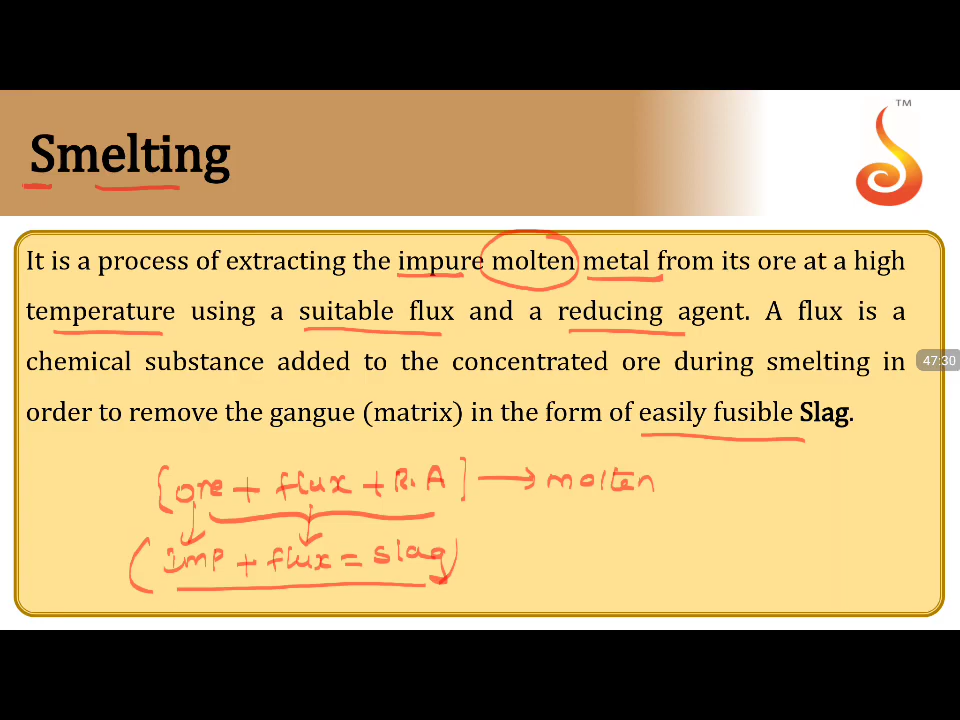 TM
Smelting
It is a process of extracting the impure molten metal from its ore at a high
temperature using a suitable flux and a reducing agent. A flux is a
chemical substance added to the concentrated ore during smelting in
47:30
order to remove the gangue (matrix) in the form of easily fusible Slag.
[ore + flux + R.A] → molten
(Imp + flux = slag)